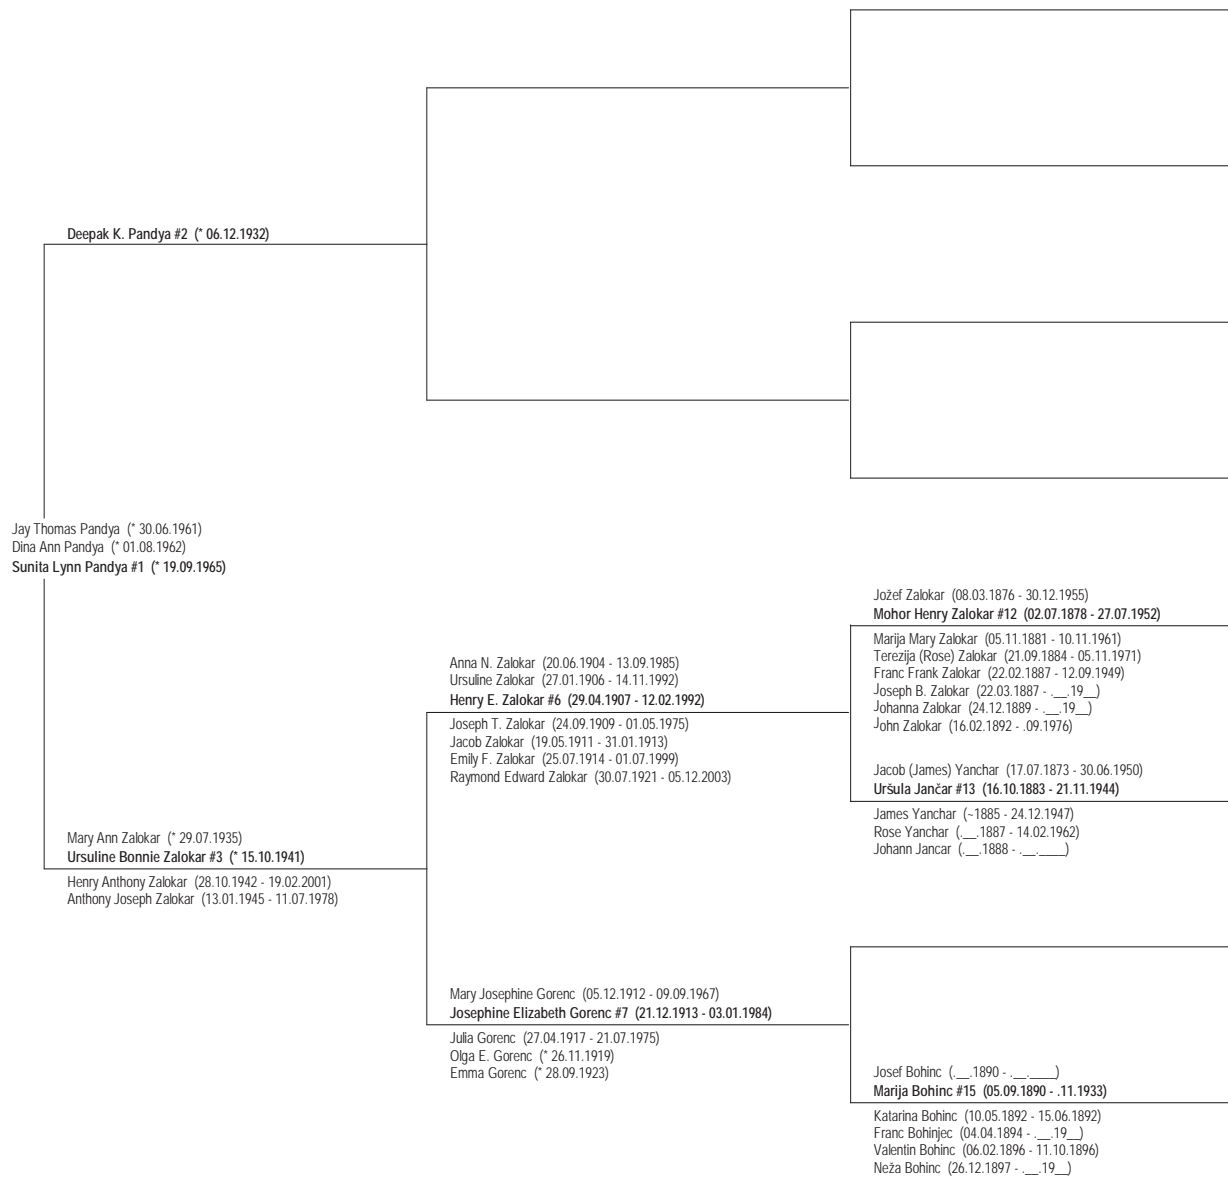 Deepak K. Pandya #2 (* 06.12.1932)
Jay Thomas Pandya (* 30.06.1961)
Dina Ann Pandya (* 01.08.1962)
Sunita Lynn Pandya #1 (* 19.09.1965)
Mary Ann Zalokar (* 29.07.1935)
Ursuline Bonnie Zalokar #3 (* 15.10.1941)
Henry Anthony Zalokar (28.10.1942 - 19.02.2001)
Anthony Joseph Zalokar (13.01.1945 - 11.07.1978)
Anna N. Zalokar (20.06.1904 - 13.09.1985)
Ursuline Zalokar (27.01.1906 - 14.11.1992)
Henry E. Zalokar #6 (29.04.1907 - 12.02.1992)
Joseph T. Zalokar (24.09.1909 - 01.05.1975)
Jacob Zalokar (19.05.1911 - 31.01.1913)
Emily F. Zalokar (25.07.1914 - 01.07.1999)
Raymond Edward Zalokar (30.07.1921 - 05.12.2003)
Mary Josephine Gorenc (05.12.1912 - 09.09.1967)
Josephine Elizabeth Gorenc #7 (21.12.1913 - 03.01.1984)
Julia Gorenc (27.04.1917 - 21.07.1975)
Olga E. Gorenc (* 26.11.1919)
Emma Gorenc (* 28.09.1923)
Jožef Zalokar (08.03.1876 - 30.12.1955)
Mohor Henry Zalokar #12 (02.07.1878 - 27.07.1952)
Marija Mary Zalokar (05.11.1881 - 10.11.1961)
Terezija (Rose) Zalokar (21.09.1884 - 05.11.1971)
Franc Frank Zalokar (22.02.1887 - 12.09.1949)
Joseph B. Zalokar (22.03.1887 - .__.19__)
Johanna Zalokar (24.12.1889 - .__.19__)
John Zalokar (16.02.1892 - .09.1976)
Jacob (James) Yanchar (17.07.1873 - 30.06.1950)
Uršula Jančar #13 (16.10.1883 - 21.11.1944)
James Yanchar (~1885 - 24.12.1947)
Rose Yanchar (.__.1887 - 14.02.1962)
Johann Jancar (.__.1888 - .__.____)
Josef Bohinc (.__.1890 - .__.____)
Marija Bohinc #15 (05.09.1890 - .11.1933)
Katarina Bohinc (10.05.1892 - 15.06.1892)
Franc Bohinjec (04.04.1894 - .__.19__)
Valentin Bohinc (06.02.1896 - 11.10.1896)
Neža Bohinc (26.12.1897 - .__.19__)